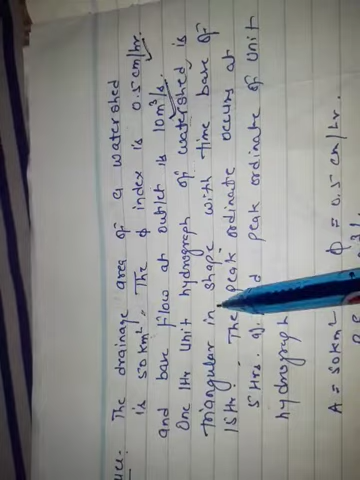 The drainage area of a watershed
is 50 km². The ϕ index is 0.5 cm/hr.
and base flow at outlet is 10 m³/s.
One 1Hr unit hydrograph of watershed is
triangular in shape with time base of
15 Hr. The peak ordinate occurs at
5 Hrs. peak ordinate of unit
hydrograph
A = 50km² ϕ = 0.5 cm/hr.